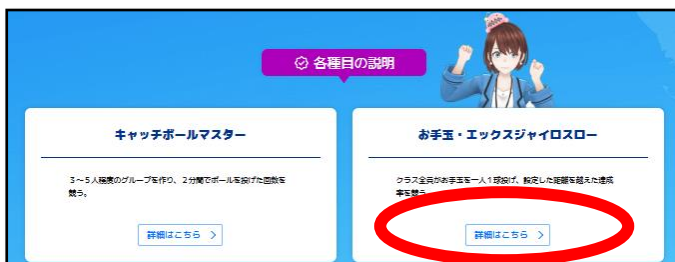 各種目の説明
キャッチボールマスター
3～5人程度のグループを作り、2分間でボールを投げた回数を
競う。
詳細はこちら
お手玉・エックスジャイロスロー
クラス全員がお手玉を一人1球投げ、設定した距離を越えた達成
率を競う。
詳細はこちら